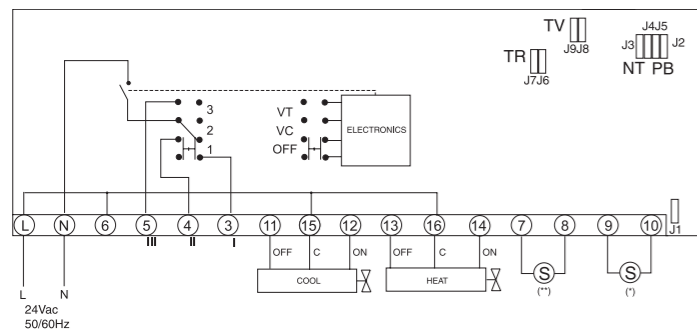 TV
J9J8
J4J5
J3
J2
NT PB
TR
J7J6
3
2
1
VT
VC
OFF
ELECTRONICS
L
N
6
5
4
3
11
15
12
13
16
14
7
8
9
10
J1
III
II
I
OFF
C
ON
OFF
C
ON
COOL
HEAT
S
S
(**)
(*)
L
N
24Vac
50/60Hz